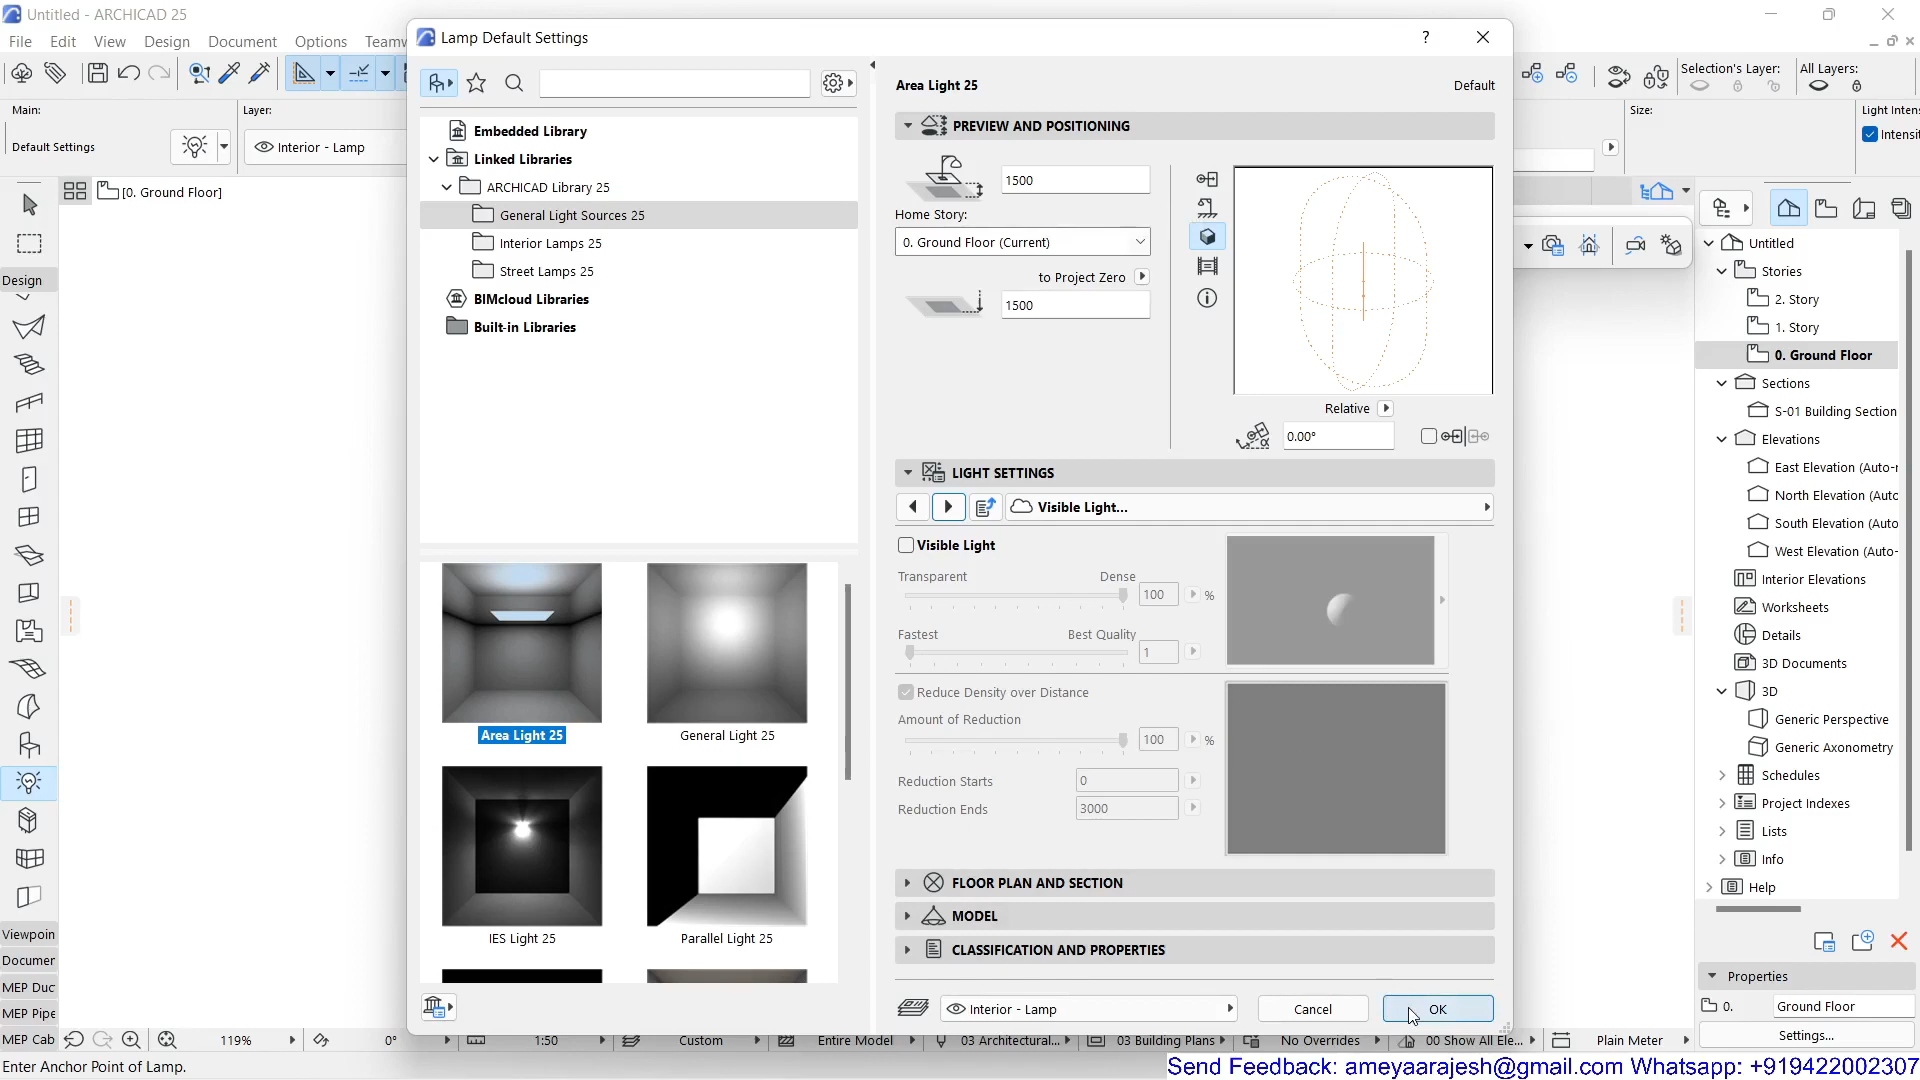 Untitled - ARCHICAD 25
File Edit View Design Document Options Teamw
Main:
Default Settings
Layer:
Interior - Lamp
[0. Ground Floor]
Design
Viewpoin
Documen
MEP Duc
MEP Pipe
MEP Cab
Lamp Default Settings
?
Embedded Library
Linked Libraries
ARCHICAD Library 25
General Light Sources 25
Interior Lamps 25
Street Lamps 25
BIMcloud Libraries
Built-in Libraries
Area Light 25
General Light 25
IES Light 25
Parallel Light 25
Area Light 25
Default
PREVIEW AND POSITIONING
1500
Home Story:
0. Ground Floor (Current)
to Project Zero
1500
Relative
0.00°
LIGHT SETTINGS
Visible Light...
Visible Light
Transparent Dense
100 %
Fastest Best Quality
1
Reduce Density over Distance
Amount of Reduction
100 %
Reduction Starts 0
Reduction Ends 3000
FLOOR PLAN AND SECTION
MODEL
CLASSIFICATION AND PROPERTIES
Interior - Lamp
Cancel
OK
Selection's Layer:
All Layers:
Size:
Light Intens
Intensit
Untitled
Stories
2. Story
1. Story
0. Ground Floor
Sections
S-01 Building Section
Elevations
East Elevation (Auto-r
North Elevation (Auto
South Elevation (Auto
West Elevation (Auto-
Interior Elevations
Worksheets
Details
3D Documents
3D
Generic Perspective
Generic Axonometry
Schedules
Project Indexes
Lists
Info
Help
Properties
0. Ground Floor
Settings...
119% 0° 1:50 Custom Entire Model 03 Architectural... 03 Building Plans No Overrides 00 Show All Ele... Plain Meter
Enter Anchor Point of Lamp.
Send Feedback: ameyaarajesh@gmail.com Whatsapp: +919422002307